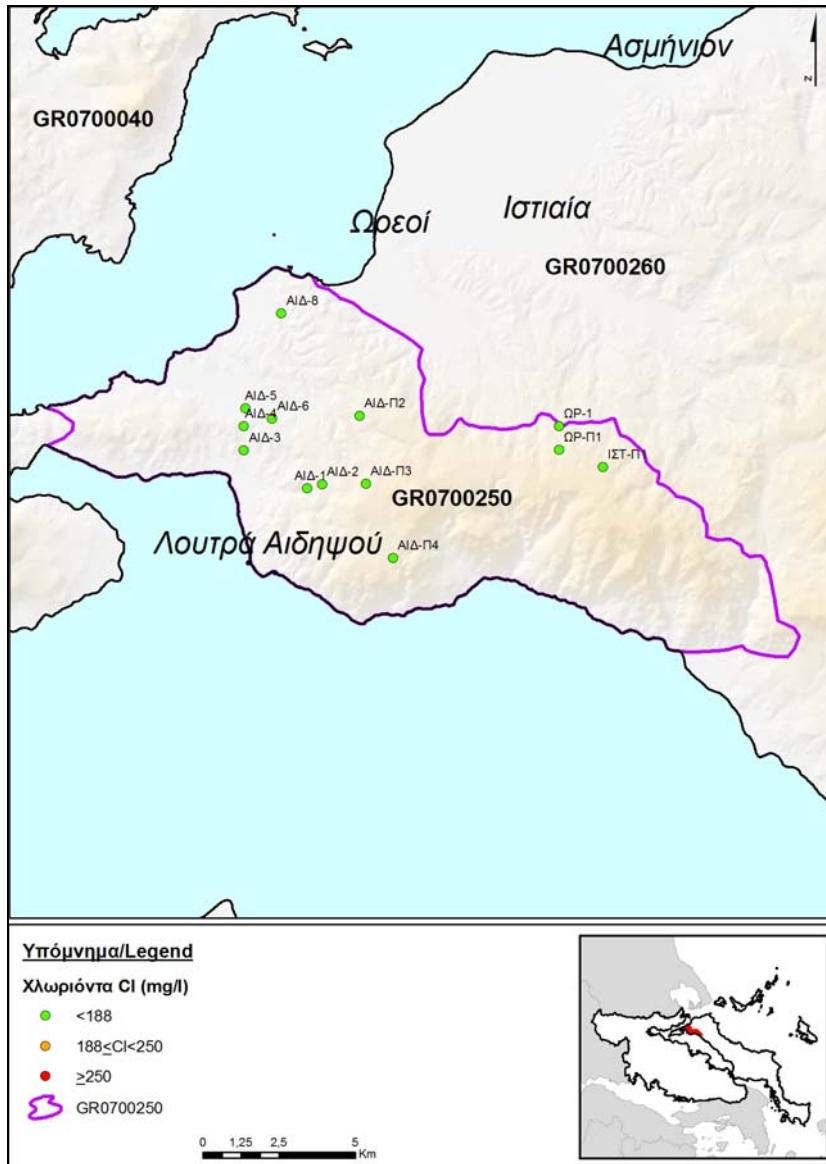 Ασμήνιον
N
GR0700040
Ιστιαία
Ωρεοί
GR0700260
ΑΙΔ-8
ΑΙΔ-5
ΑΙΔ-6
ΑΙΔ-Π2
ΑΙΔ-4
ΩΡ-1
ΑΙΔ-3
ΩΡ-Π1
ΙΣΤ-Π1
ΑΙΔ-1
ΑΙΔ-2
ΑΙΔ-Π3
GR0700250
Λουτρά Αιδηψού
ΑΙΔ-Π4
Υπόμνημα/Legend
Χλωριόντα Cl (mg/l)
<188
188≤Cl<250
≥250
GR0700250
0 1,25 2,5 5
Km